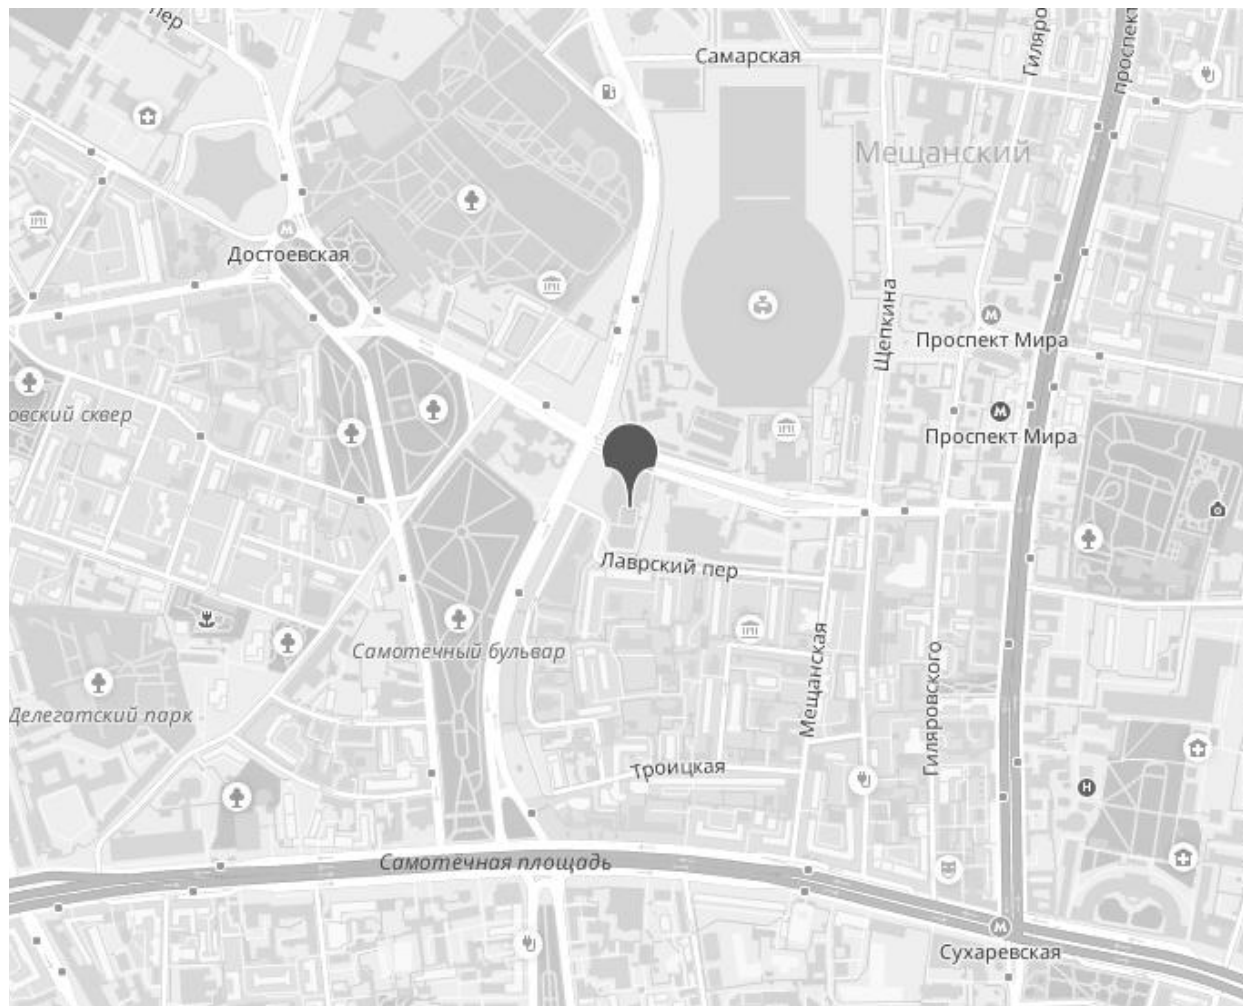 пер
Самарская
Гиляро
проспект
Мещанский
М
Достоевская
Щепкина
М
Проспект Мира
М
Проспект Мира
овский сквер
Лаврский пер
Самотечный бульвар
Мещанская
Гиляровского
Делегатский парк
Троицкая
Н
Самотёчная площадь
М
Сухаревская